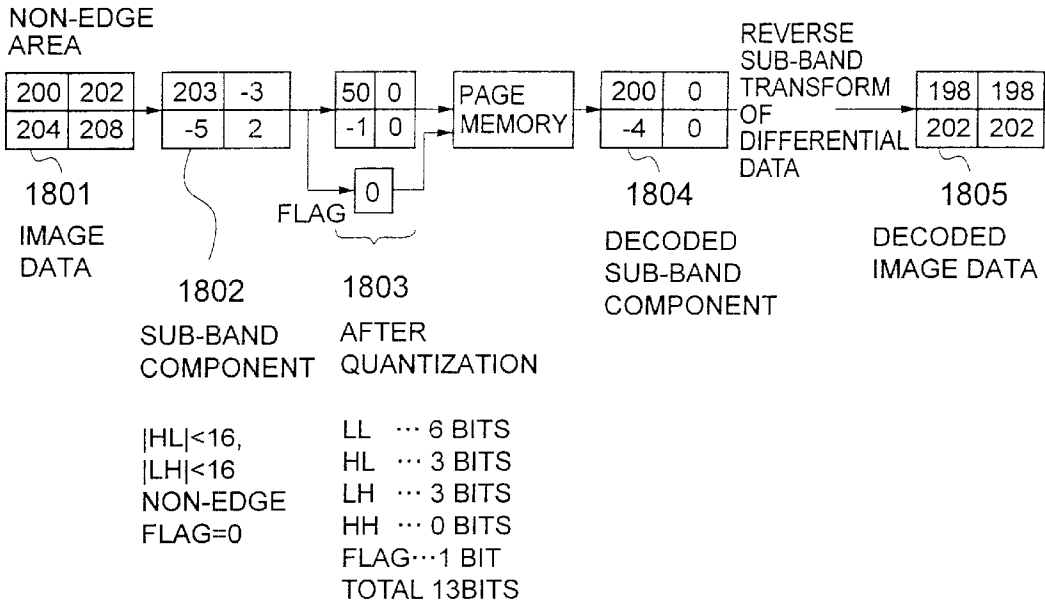 NON-EDGE
AREA
200 202
204 208
1801
IMAGE
DATA
203 -3
-5 2
1802
SUB-BAND
COMPONENT
|HL|<16,
|LH|<16
NON-EDGE
FLAG=0
50 0
-1 0
FLAG 0
1803
AFTER
QUANTIZATION
LL ··· 6 BITS
HL ··· 3 BITS
LH ··· 3 BITS
HH ··· 0 BITS
FLAG···1 BIT
TOTAL 13BITS
PAGE
MEMORY
200 0
-4 0
1804
DECODED
SUB-BAND
COMPONENT
REVERSE
SUB-BAND
TRANSFORM
OF
DIFFERENTIAL
DATA
198 198
202 202
1805
DECODED
IMAGE DATA